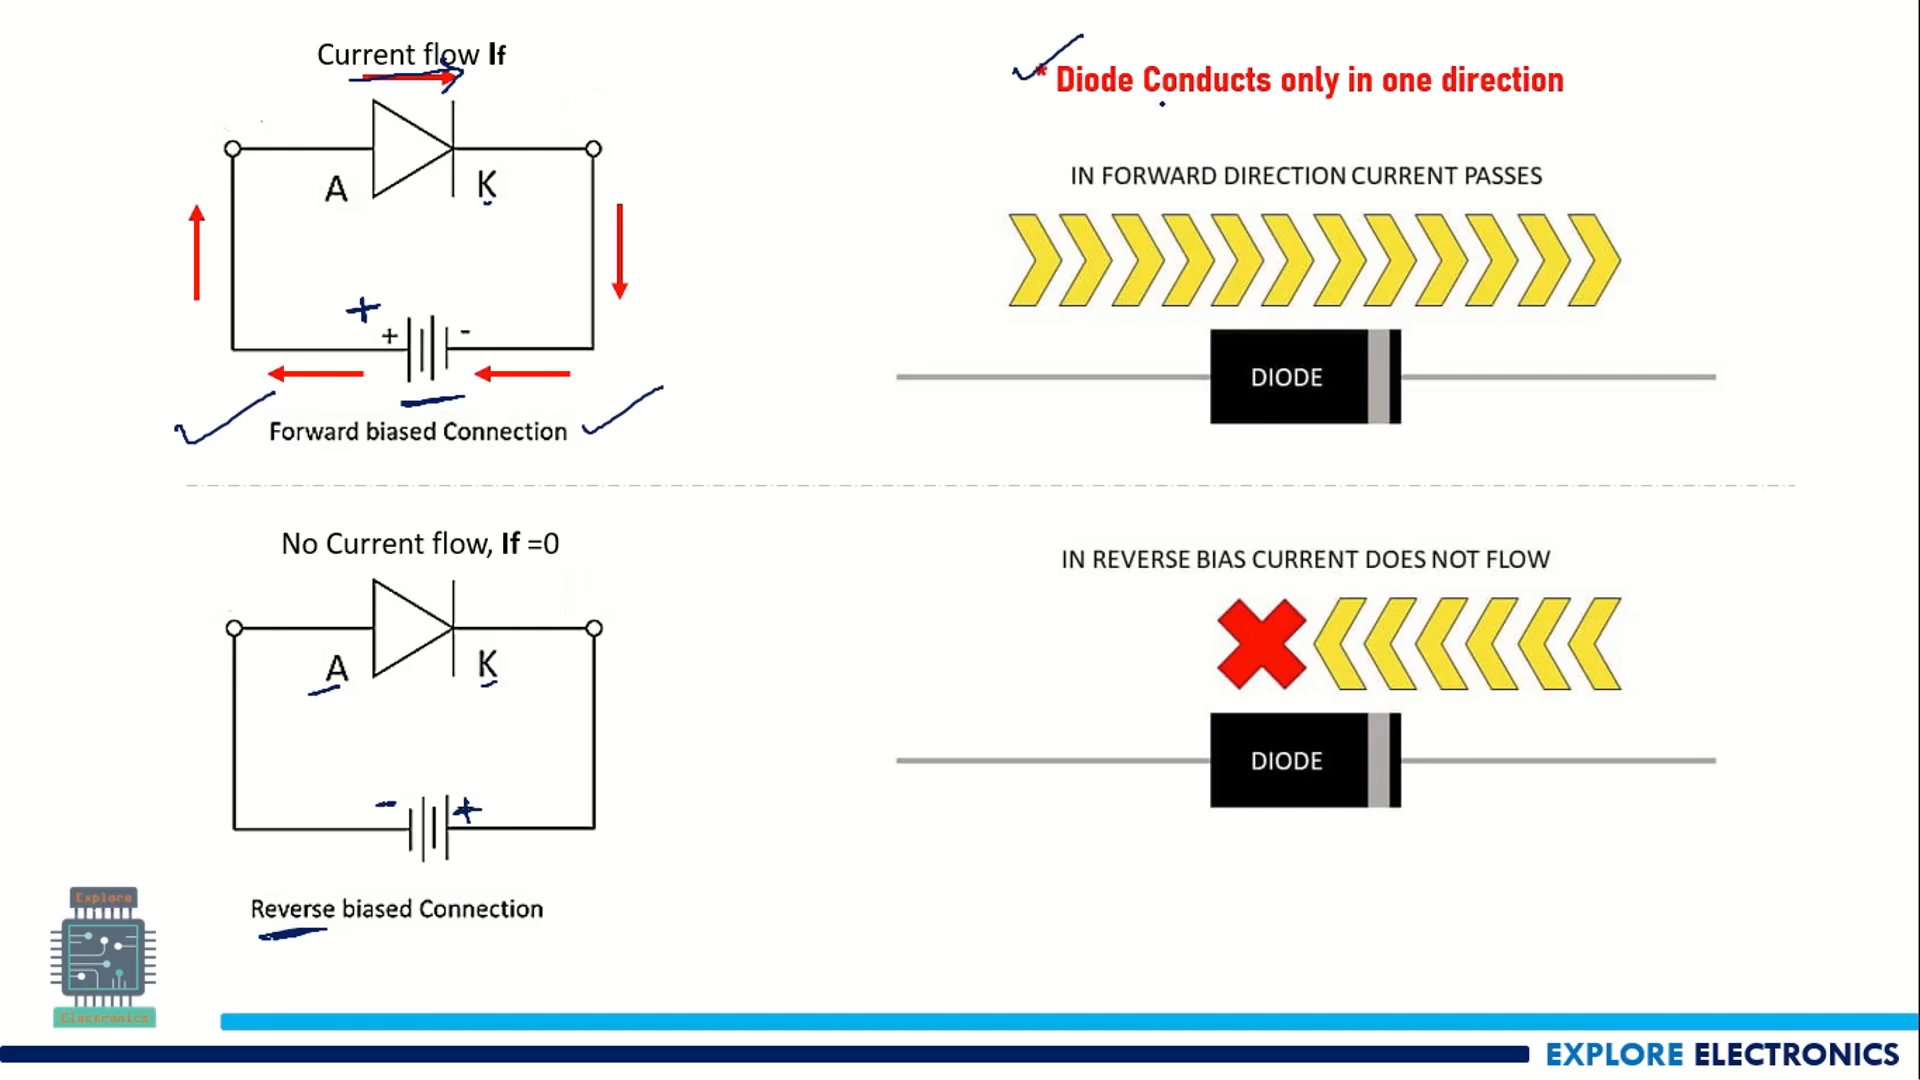 Current flow If
A
K
+
+
-
Forward biased Connection
* Diode Conducts only in one direction
IN FORWARD DIRECTION CURRENT PASSES
DIODE
No Current flow, If =0
A
K
-
+
Reverse biased Connection
IN REVERSE BIAS CURRENT DOES NOT FLOW
DIODE
Explore
Electronics
EXPLORE ELECTRONICS